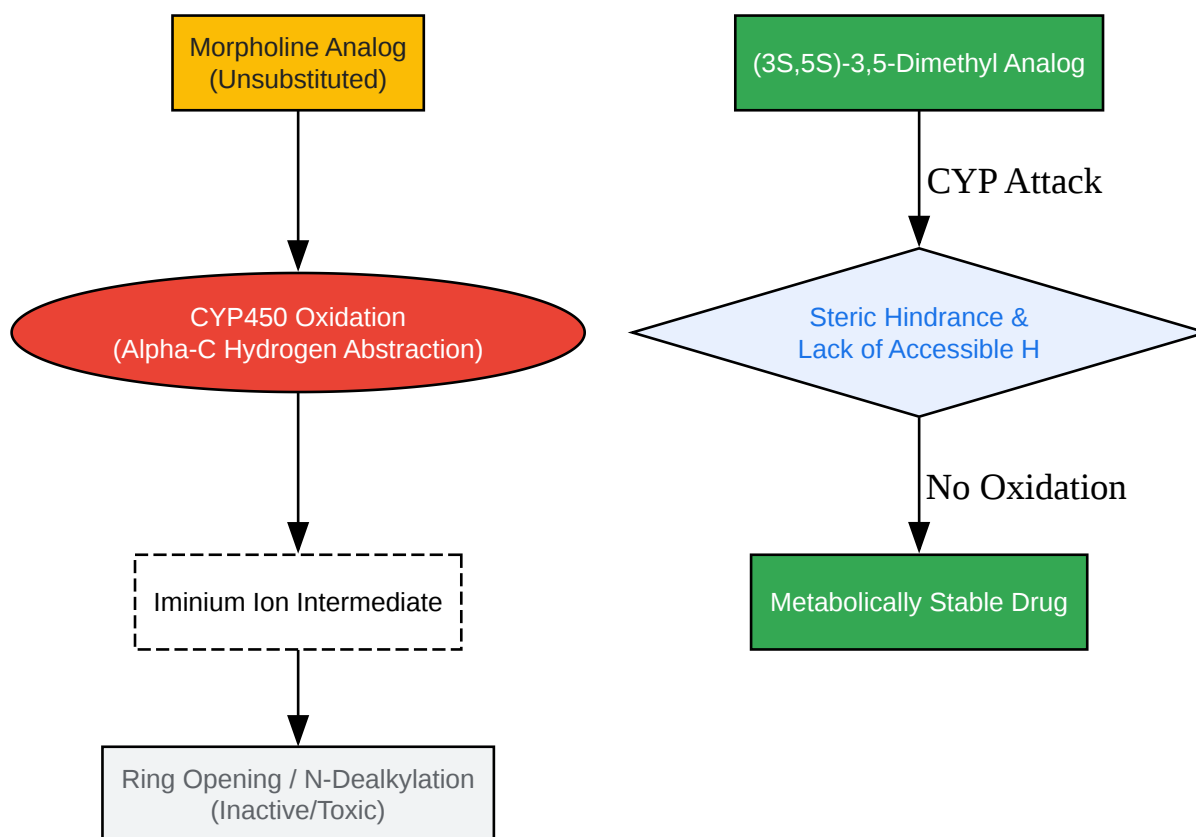 Morpholine Analog
(Unsubstituted)
CYP450 Oxidation
(Alpha-C Hydrogen Abstraction)
Iminium Ion Intermediate
Ring Opening / N-Dealkylation
(Inactive/Toxic)
(3S,5S)-3,5-Dimethyl Analog
CYP Attack
Steric Hindrance &
Lack of Accessible H
No Oxidation
Metabolically Stable Drug